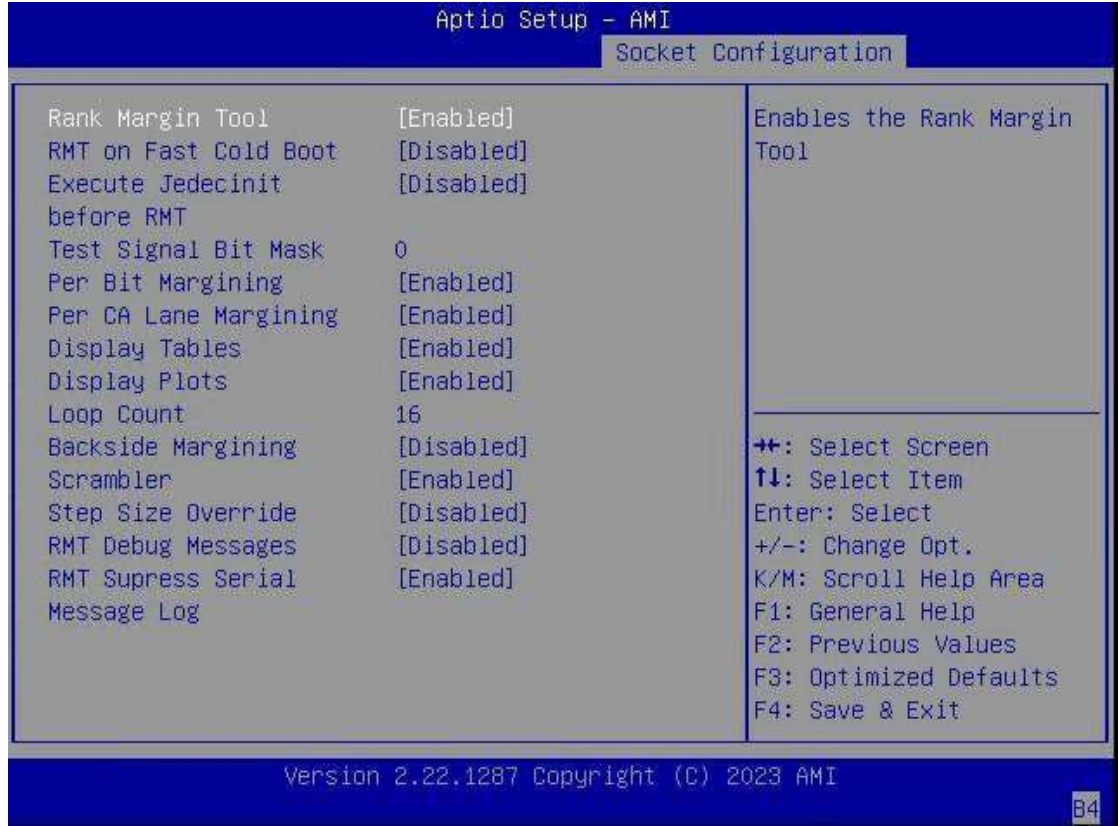 Aptio Setup – AMI
Socket Configuration
Rank Margin Tool [Enabled]
RMT on Fast Cold Boot [Disabled]
Execute Jedecinit [Disabled]
before RMT
Test Signal Bit Mask 0
Per Bit Margining [Enabled]
Per CA Lane Margining [Enabled]
Display Tables [Enabled]
Display Plots [Enabled]
Loop Count 16
Backside Margining [Disabled]
Scrambler [Enabled]
Step Size Override [Disabled]
RMT Debug Messages [Disabled]
RMT Supress Serial [Enabled]
Message Log
Enables the Rank Margin
Tool
→←: Select Screen
↑↓: Select Item
Enter: Select
+/-: Change Opt.
K/M: Scroll Help Area
F1: General Help
F2: Previous Values
F3: Optimized Defaults
F4: Save & Exit
Version 2.22.1287 Copyright (C) 2023 AMI
B4